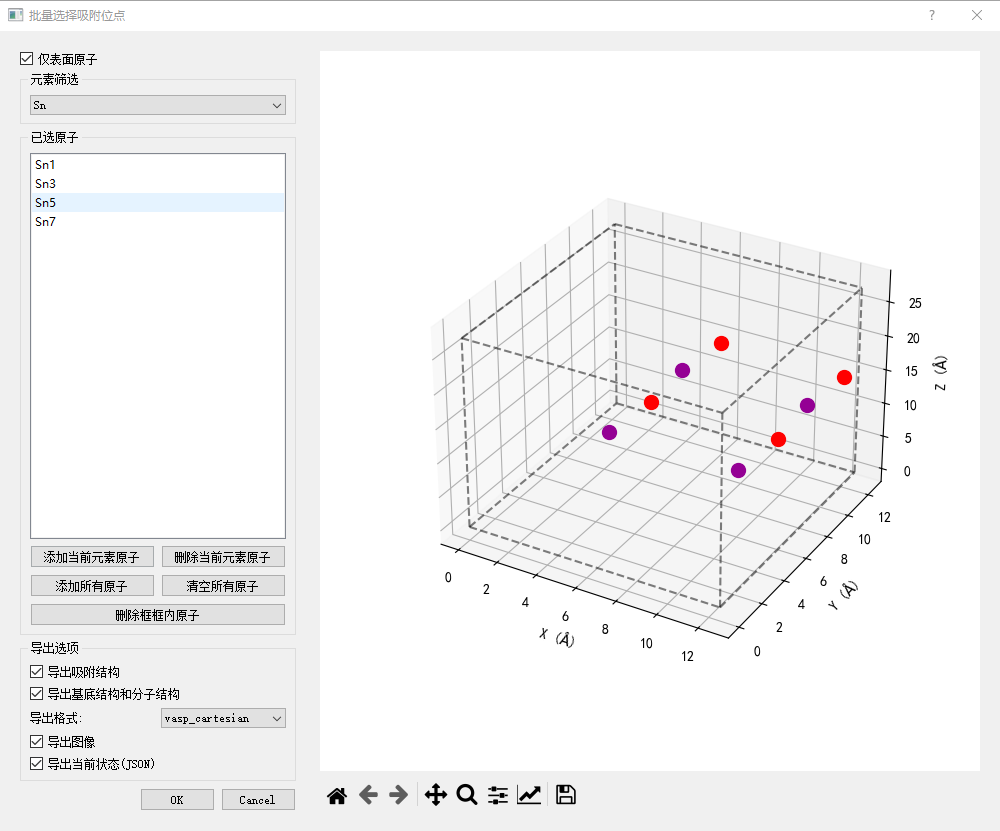 批量选择吸附位点
?
仅表面原子
元素筛选
Sn
已选原子
Sn1
Sn3
Sn5
Sn7
添加当前元素原子 删除当前元素原子
添加所有原子 清空所有原子
删除框框内原子
导出选项
导出吸附结构
导出基底结构和分子结构
导出格式: vasp_cartesian
导出图像
导出当前状态(JSON)
OK Cancel
25
20
15
10
5
0
Z (Å)
12
10
8
6
4
2
0
Y (Å)
0
2
4
6
8
10
12
X (Å)